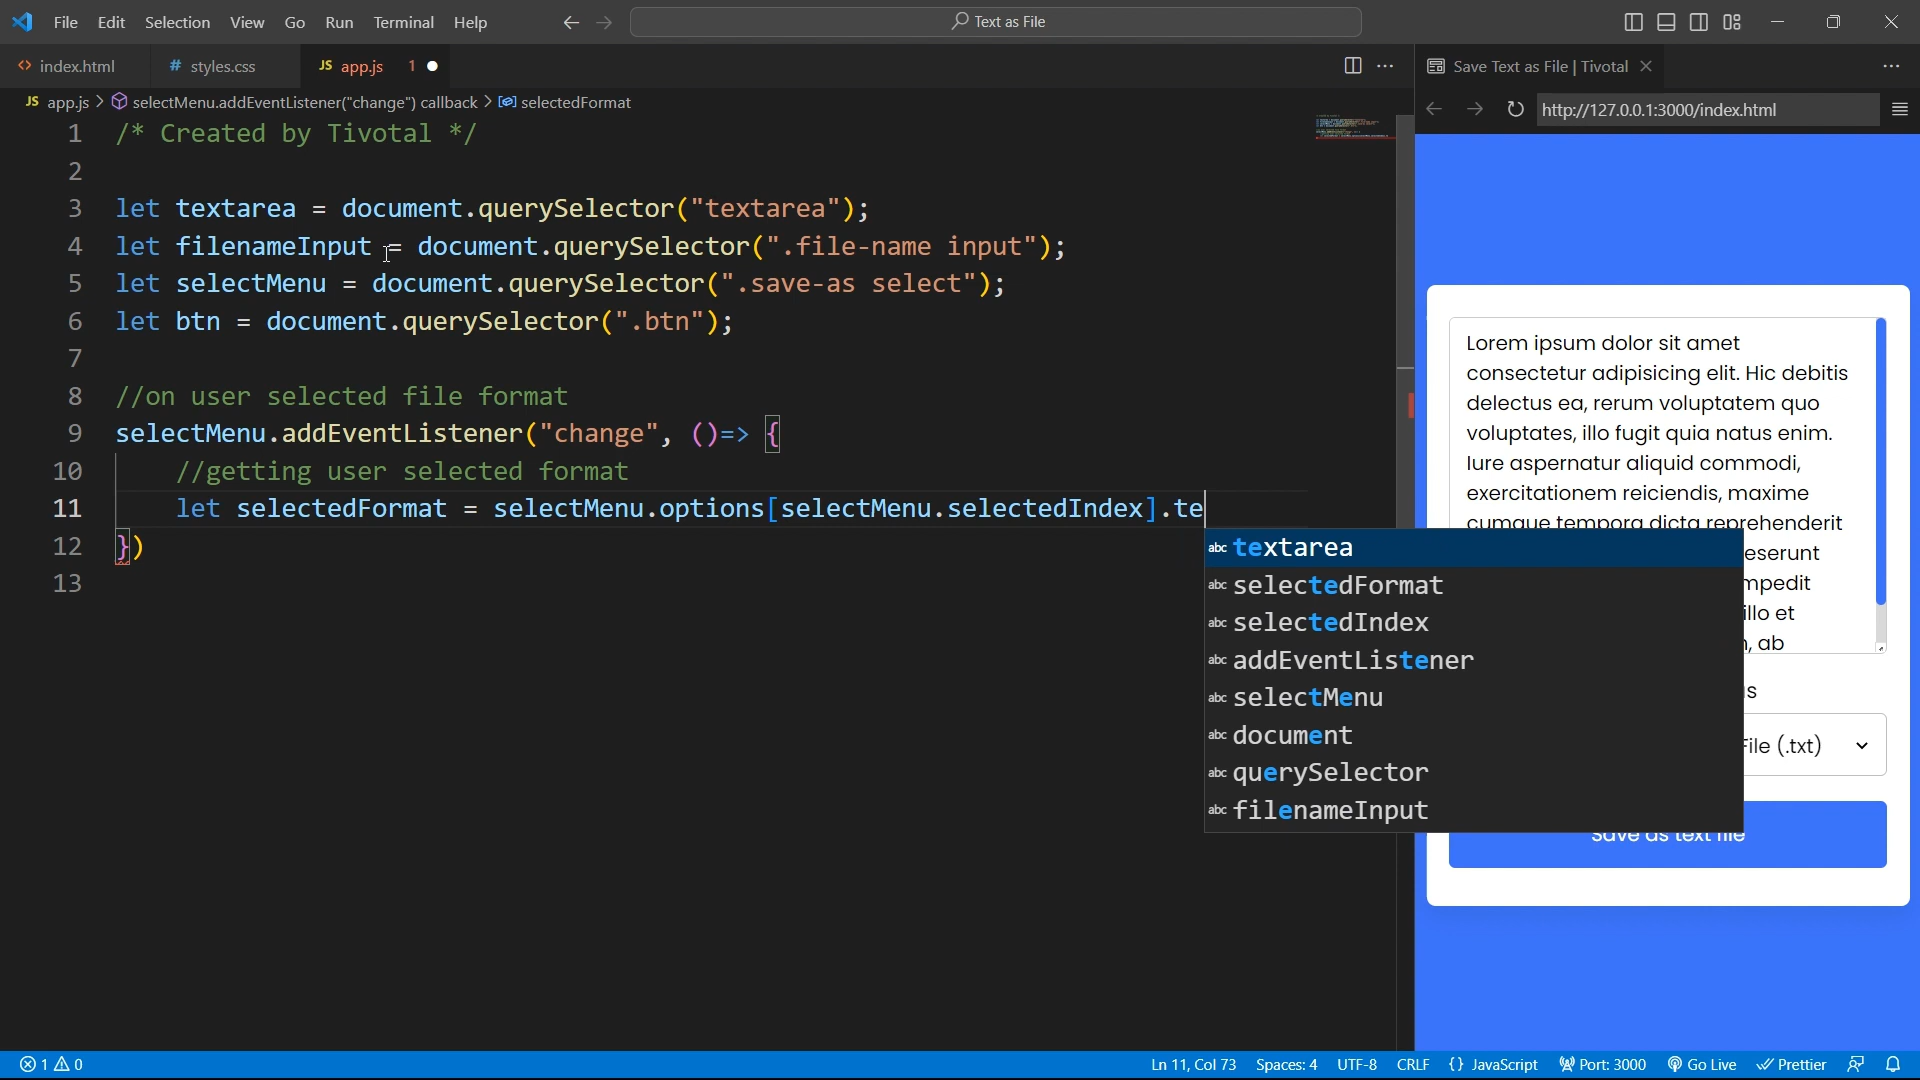 File Edit Selection View Go Run Terminal Help
Text as File
index.html
# styles.css
JS app.js 1
Save Text as File | Tivotal
JS app.js > selectMenu.addEventListener("change") callback > selectedFormat
http://127.0.0.1:3000/index.html
1 /* Created by Tivotal */
2
3 let textarea = document.querySelector("textarea");
4 let filenameInput = document.querySelector(".file-name input");
5 let selectMenu = document.querySelector(".save-as select");
6 let btn = document.querySelector(".btn");
7
8 //on user selected file format
9 selectMenu.addEventListener("change", ()=> {
10 //getting user selected format
11 let selectedFormat = selectMenu.options[selectMenu.selectedIndex].te
12 })
13
abc textarea
abc selectedFormat
abc selectedIndex
abc addEventListener
abc selectMenu
abc document
abc querySelector
abc filenameInput
Lorem ipsum dolor sit amet
consectetur adipisicing elit. Hic debitis
delectus ea, rerum voluptatem quo
voluptates, illo fugit quia natus enim.
Iure aspernatur aliquid commodi,
exercitationem reiciendis, maxime
cumque tempora dicta reprehenderit
eserunt
mpedit
illo et
, ab
s
File (.txt)
Save as text file
1 0
Ln 11, Col 73 Spaces: 4 UTF-8 CRLF {} JavaScript Port: 3000 Go Live Prettier